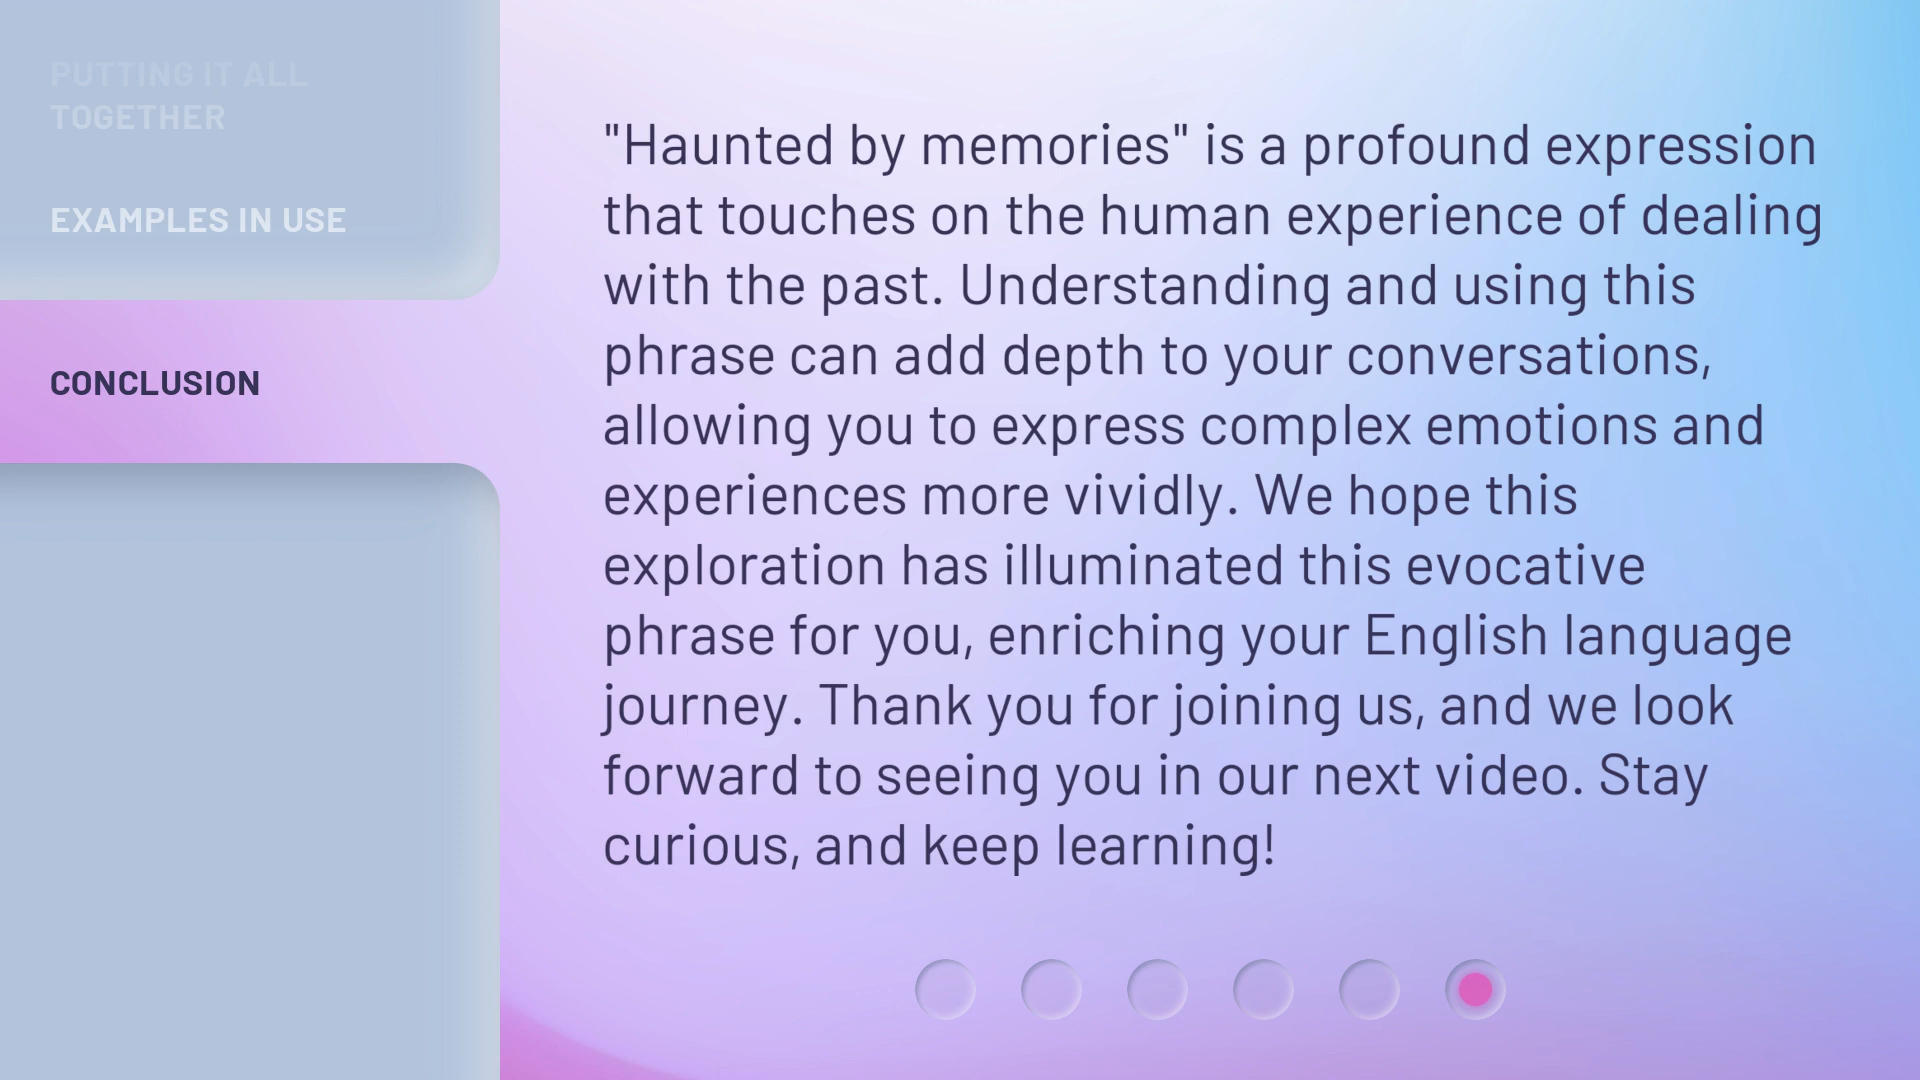 PUTTING IT ALL
TOGETHER
EXAMPLES IN USE
CONCLUSION
"Haunted by memories" is a profound expression
that touches on the human experience of dealing
with the past. Understanding and using this
phrase can add depth to your conversations,
allowing you to express complex emotions and
experiences more vividly. We hope this
exploration has illuminated this evocative
phrase for you, enriching your English language
journey. Thank you for joining us, and we look
forward to seeing you in our next video. Stay
curious, and keep learning!